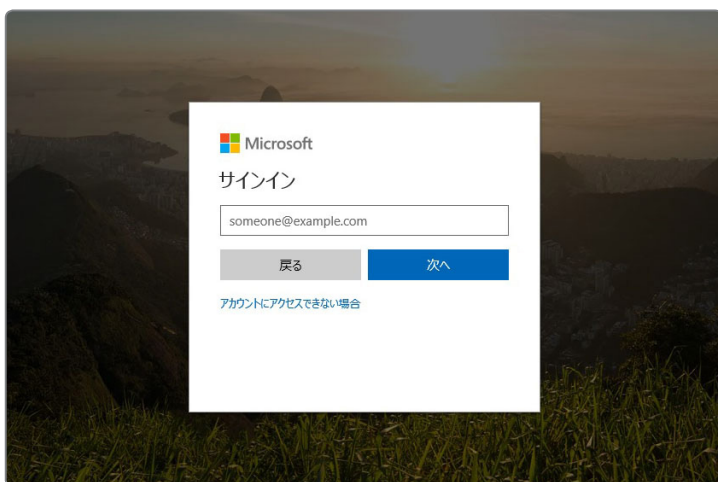 Microsoft
サインイン
someone@example.com
戻る 次へ
アカウントにアクセスできない場合